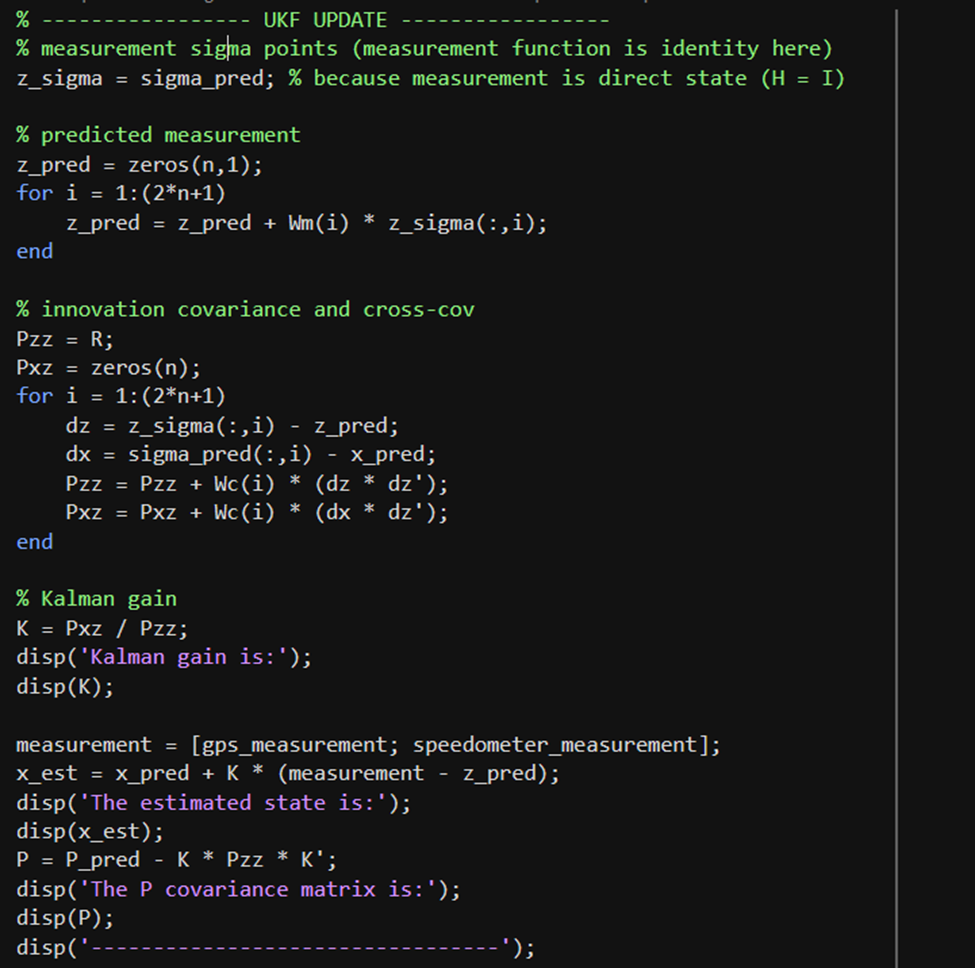 % ----------------- UKF UPDATE -----------------
% measurement sigma points (measurement function is identity here)
z_sigma = sigma_pred; % because measurement is direct state (H = I)
% predicted measurement
z_pred = zeros(n,1);
for i = 1:(2*n+1)
    z_pred = z_pred + Wm(i) * z_sigma(:,i);
end
% innovation covariance and cross-cov
Pzz = R;
Pxz = zeros(n);
for i = 1:(2*n+1)
    dz = z_sigma(:,i) - z_pred;
    dx = sigma_pred(:,i) - x_pred;
    Pzz = Pzz + Wc(i) * (dz * dz');
    Pxz = Pxz + Wc(i) * (dx * dz');
end
% Kalman gain
K = Pxz / Pzz;
disp('Kalman gain is:');
disp(K);
measurement = [gps_measurement; speedometer_measurement];
x_est = x_pred + K * (measurement - z_pred);
disp('The estimated state is:');
disp(x_est);
P = P_pred - K * Pzz * K';
disp('The P covariance matrix is:');
disp(P);
disp('---------------------------------');